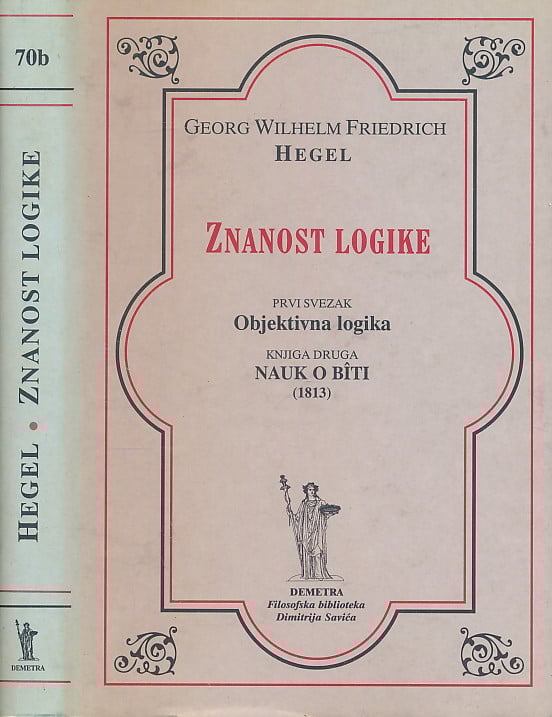 70b
HEGEL • ZNANOST LOGIKE
DEMETRA
GEORG WILHELM FRIEDRICH
HEGEL
ZNANOST LOGIKE
PRVI SVEZAK
Objektivna logika
KNJIGA DRUGA
NAUK O BÎTI
(1813)
DEMETRA
Filosofska biblioteka
Dimitrija Savića